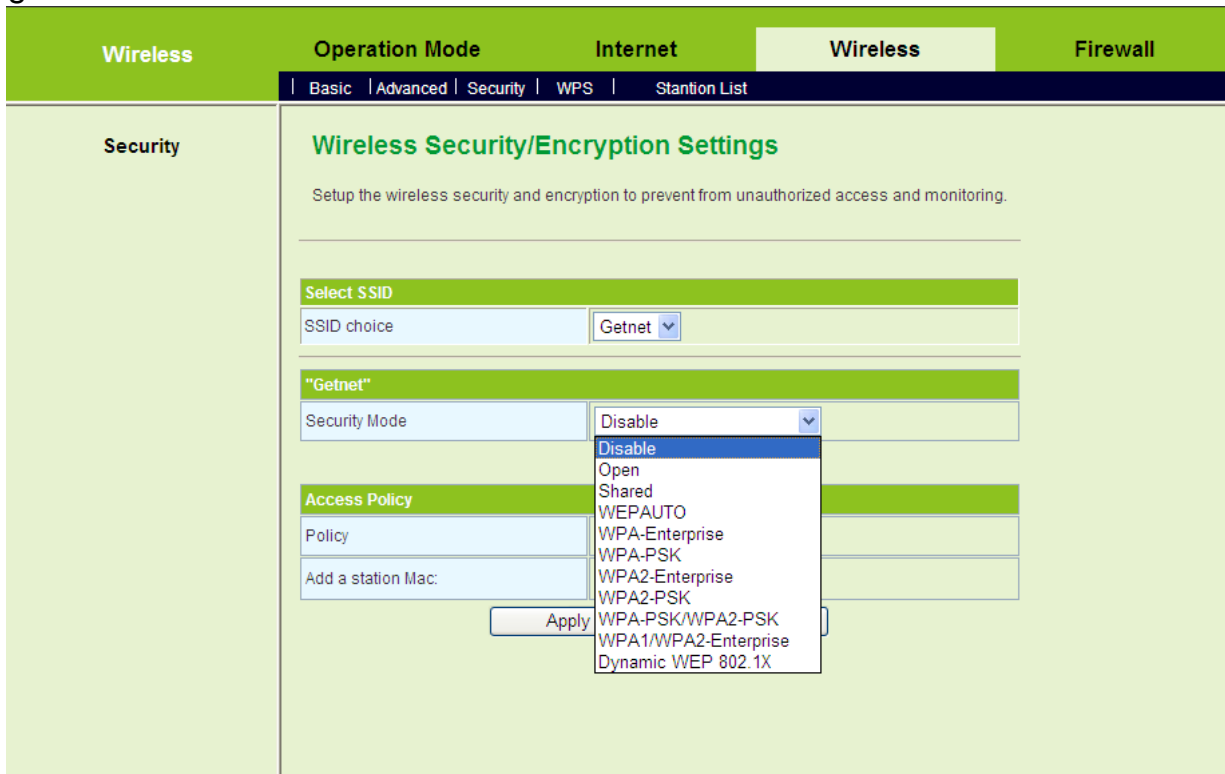 Wireless
Operation Mode Internet Wireless Firewall
Basic | Advanced | Security | WPS | Stantion List
Security
Wireless Security/Encryption Settings
Setup the wireless security and encryption to prevent from unauthorized access and monitoring.
Select SSID
SSID choice Getnet
"Getnet"
Security Mode Disable
Disable
Open
Shared
Access Policy
WEPAUTO
Policy WPA-Enterprise
WPA-PSK
Add a station Mac: WPA2-Enterprise
WPA2-PSK
Apply WPA-PSK/WPA2-PSK
WPA1/WPA2-Enterprise
Dynamic WEP 802.1X